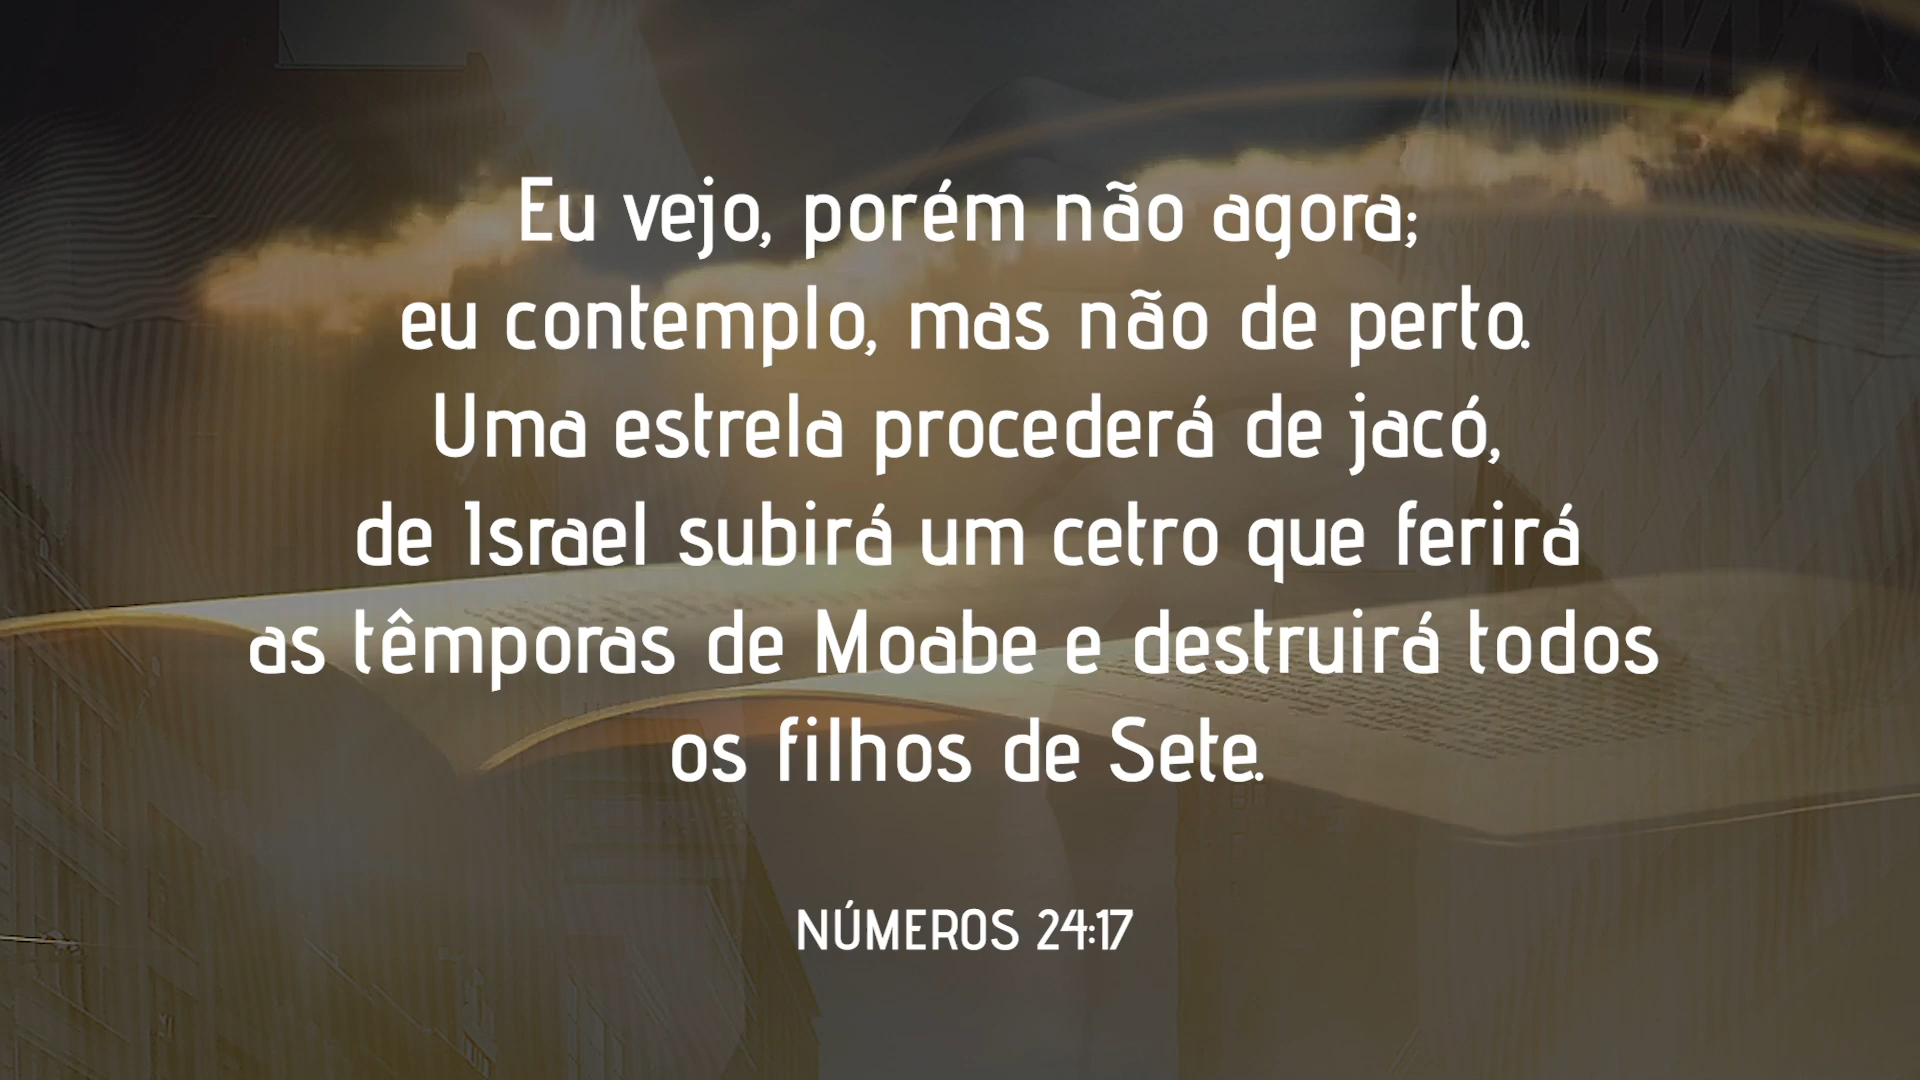 Eu vejo, porém não agora;
eu contemplo, mas não de perto.
Uma estrela procederá de jacó,
de Israel subirá um cetro que ferirá
as têmporas de Moabe e destruirá todos
os filhos de Sete.
NÚMEROS 24:17